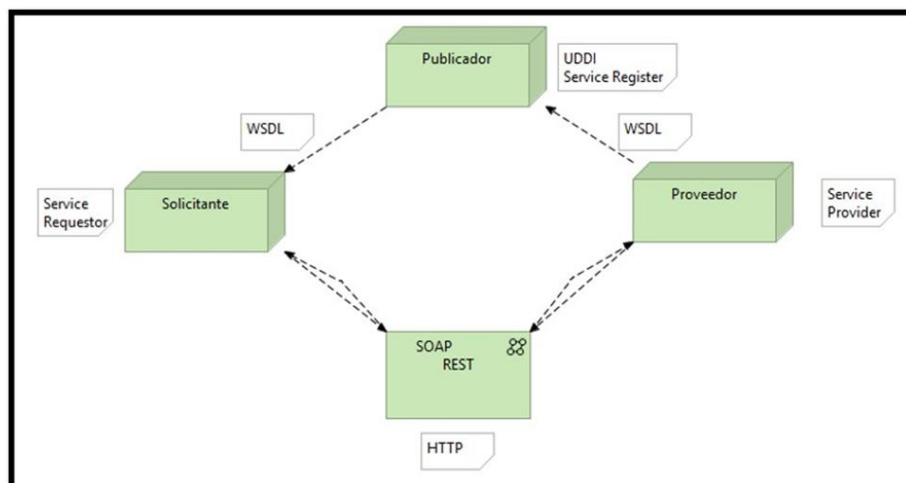 Publicador
UDDI
Service Register
WSDL
WSDL
Service
Requestor
Solicitante
Proveedor
Service
Provider
SOAP
REST
HTTP